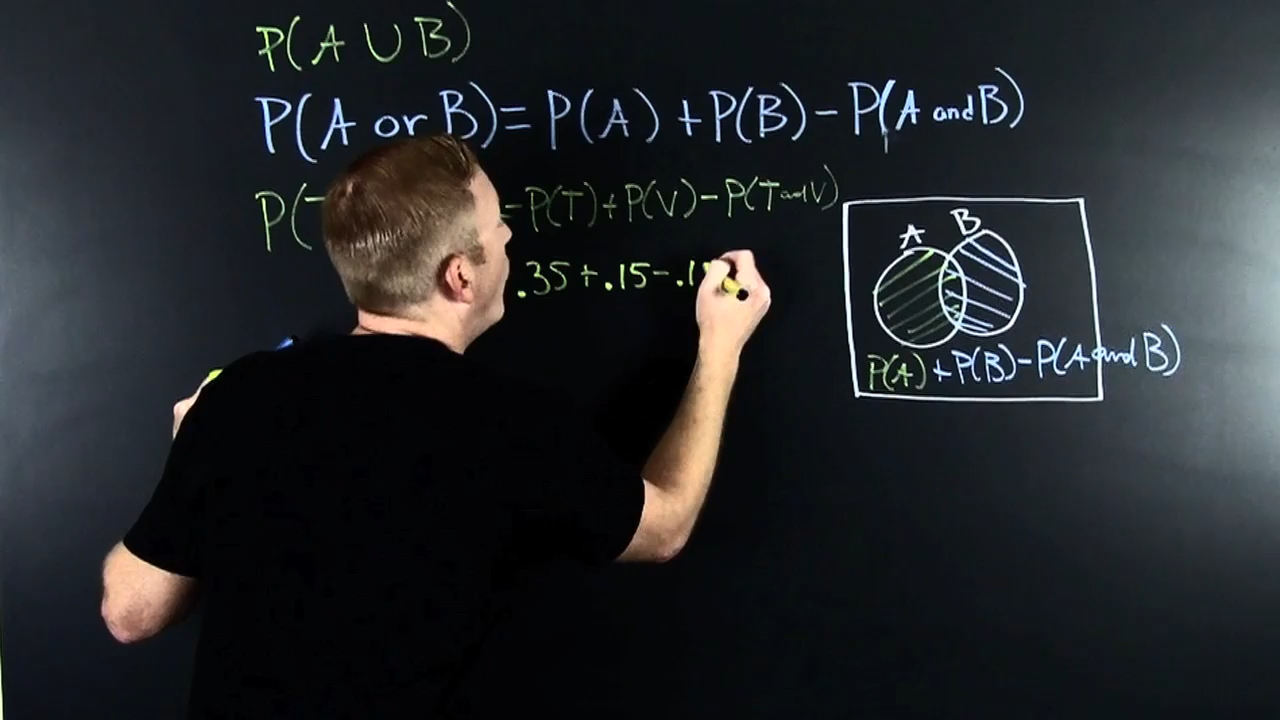 P(A ∪ B)
P(A or B)=P(A)+P(B)-P(A and B)
P( =P(T)+P(V)-P(T and V)
.35+.15-.1
A B
P(A)+P(B)-P(A and B)